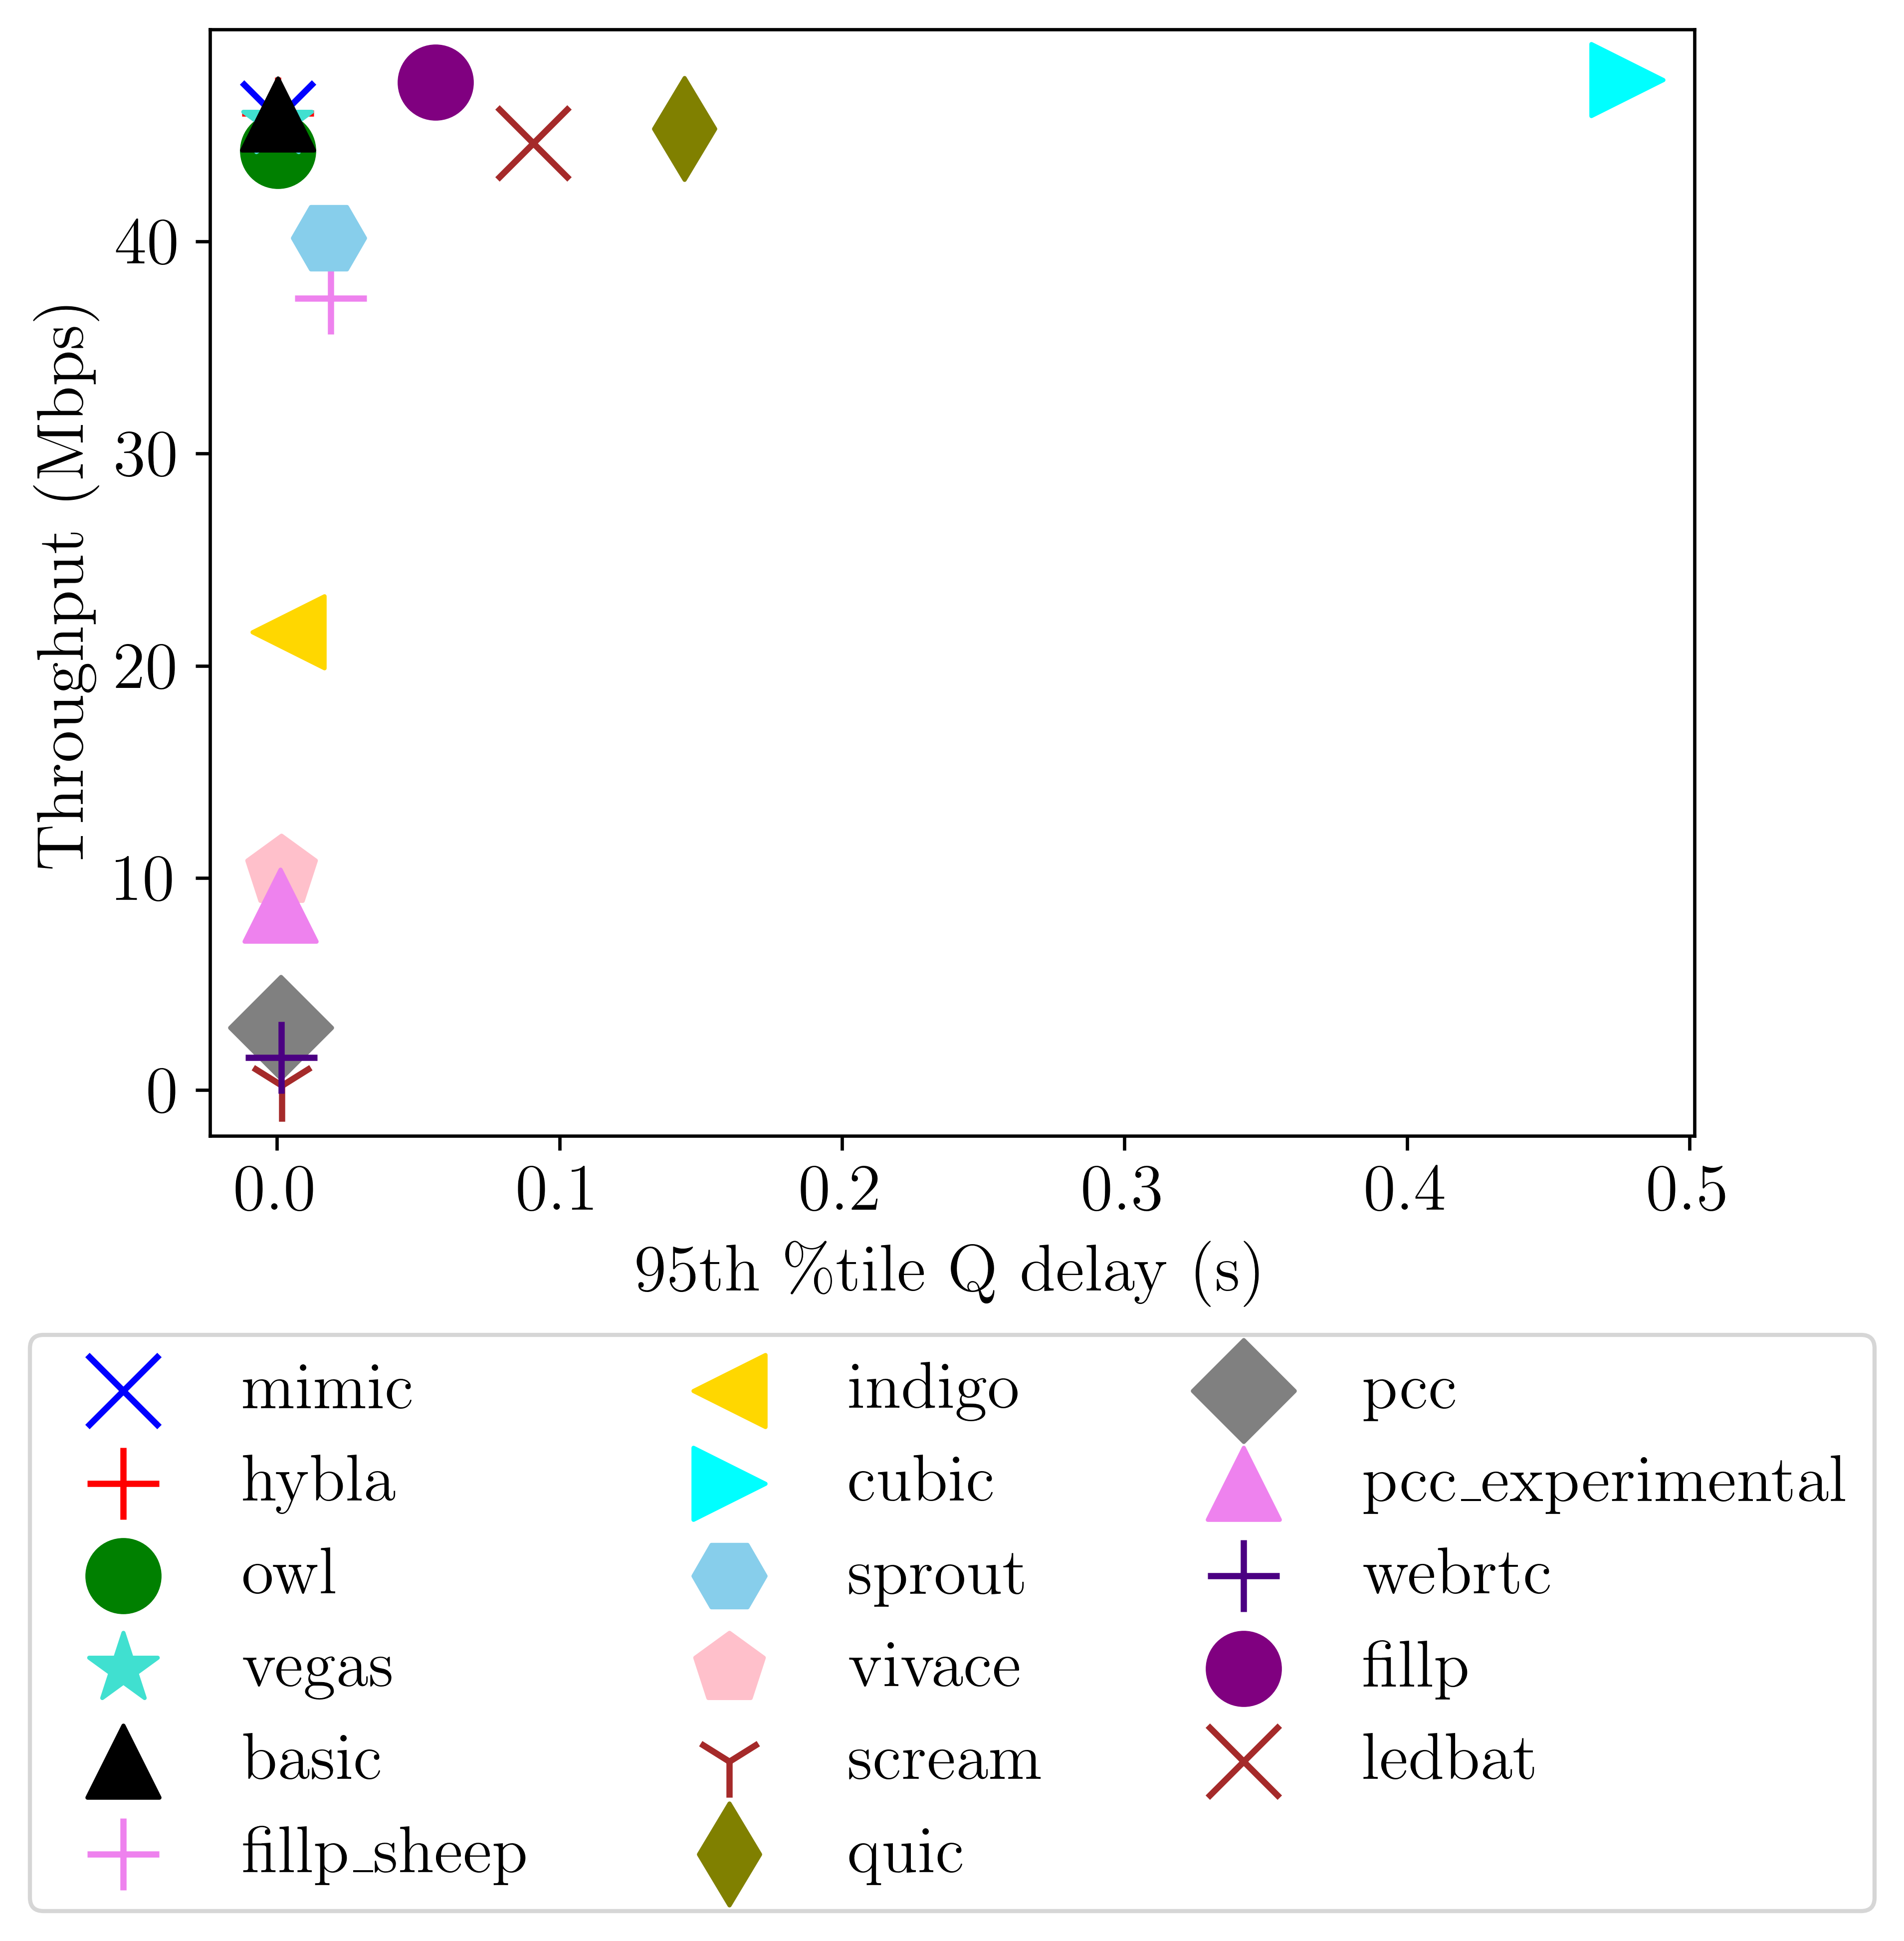 Throughput (Mbps)
40
30
20
10
0
0.0 0.1 0.2 0.3 0.4 0.5
95th %tile Q delay (s)
mimic
hybla
owl
vegas
basic
fillp_sheep
indigo
cubic
sprout
vivace
scream
quic
pcc
pcc_experimental
webrtc
fillp
ledbat